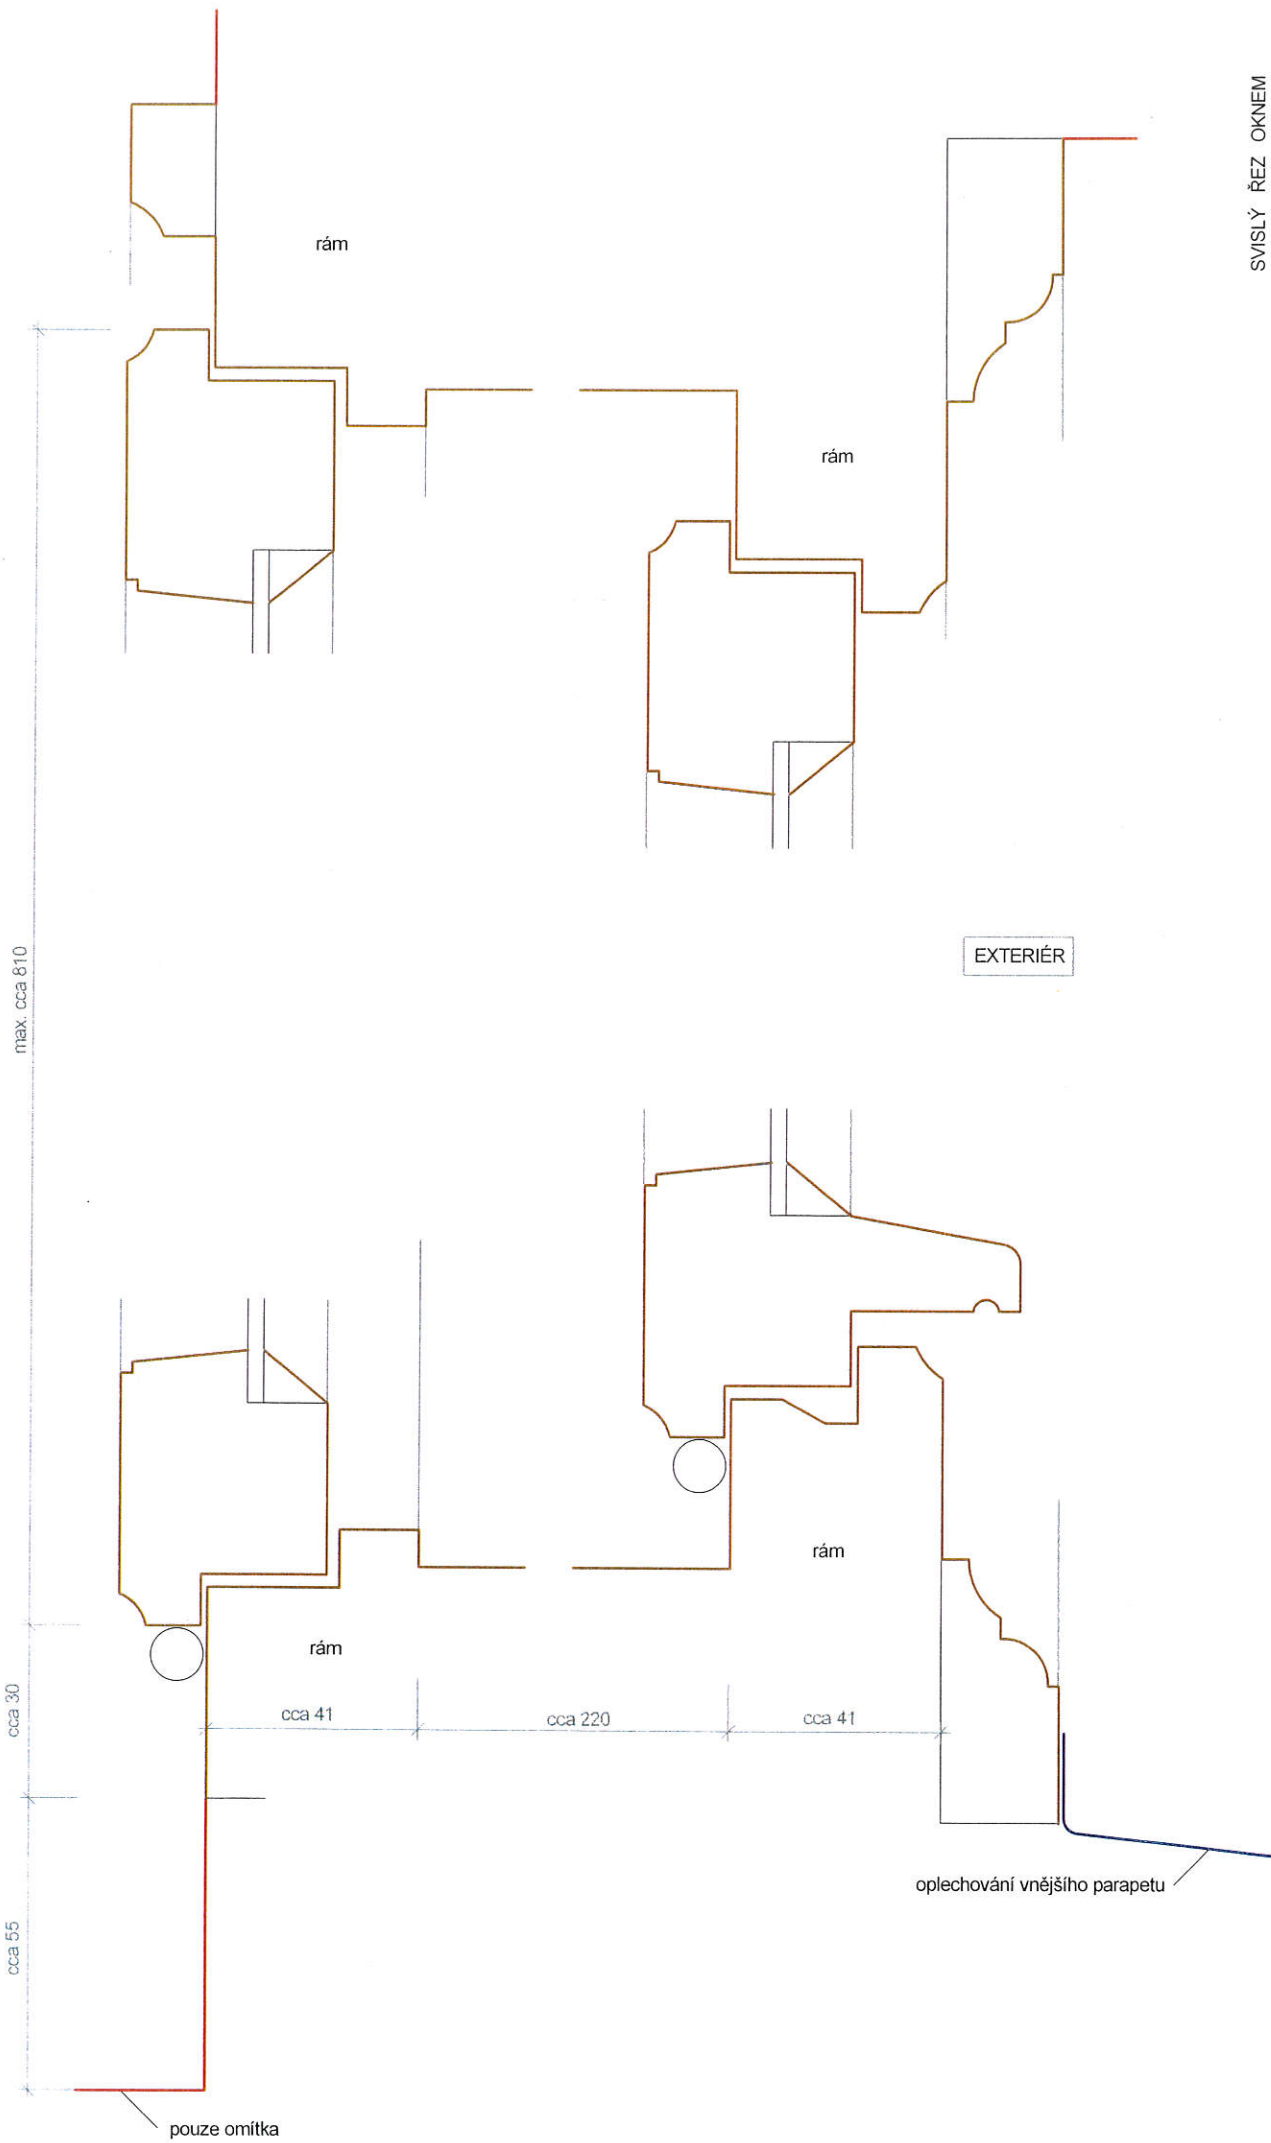 SVISLÝ ŘEZ OKNEM
rám
rám
EXTERIÉR
max. cca 810
rám
rám
cca 30
cca 41
cca 220
cca 41
oplechování vnějšího parapetu
cca 55
pouze omítka